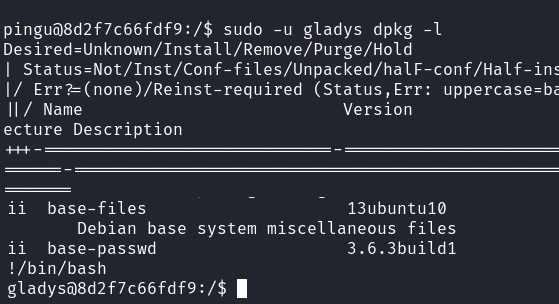 pingu@8d2f7c66fdf9:/$ sudo -u gladys dpkg -l
Desired=Unknown/Install/Remove/Purge/Hold
| Status=Not/Inst/Conf-files/Unpacked/halF-conf/Half-ins
|/ Err?=(none)/Reinst-required (Status,Err: uppercase=ba
||/ Name Version
ecture Description
+++-==============================-====================
======-================================================
=======
ii base-files 13ubuntu10
Debian base system miscellaneous files
ii base-passwd 3.6.3build1
!/bin/bash
gladys@8d2f7c66fdf9:/$